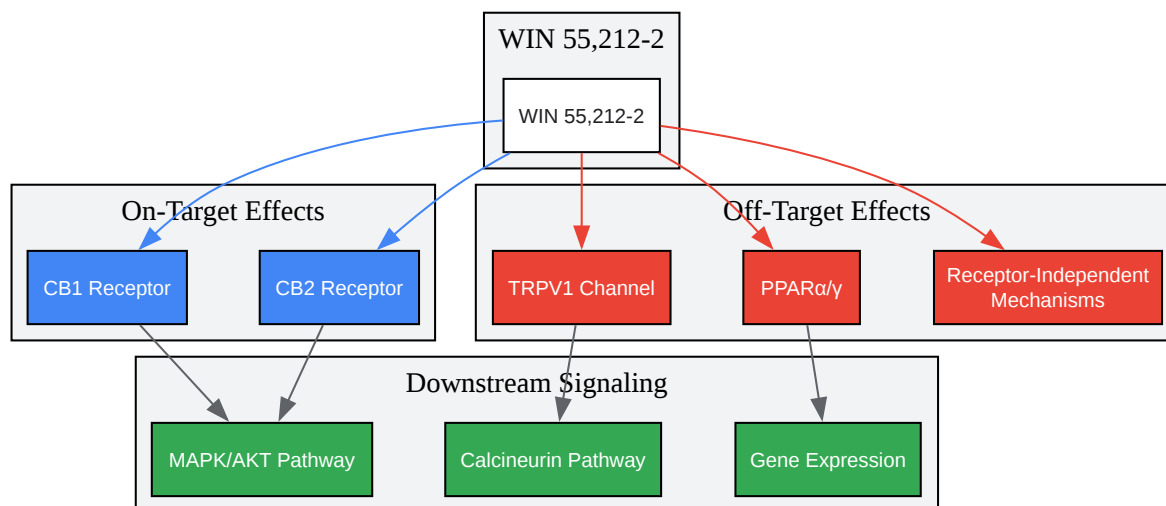 WIN 55,212-2
WIN 55,212-2
On-Target Effects
Off-Target Effects
CB1 Receptor
CB2 Receptor
TRPV1 Channel
PPARα/γ
Receptor-Independent
Mechanisms
Downstream Signaling
MAPK/AKT Pathway
Calcineurin Pathway
Gene Expression